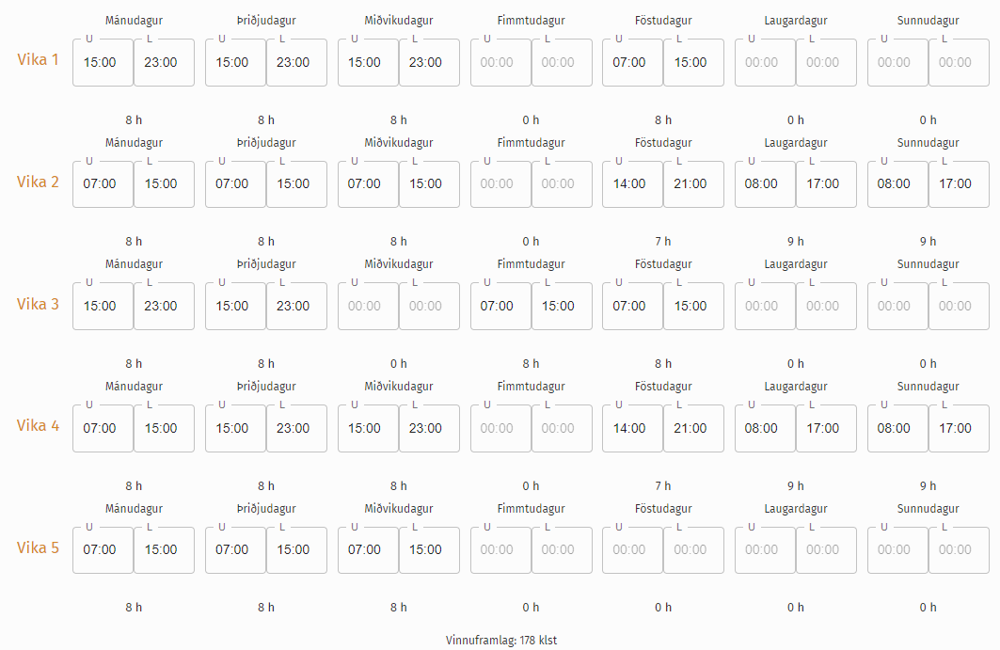 Mánudagur Þriðjudagur Miðvikudagur Fimmtudagur Föstudagur Laugardagur Sunnudagur
U L U L U L U L U L U L U L
Vika 1 15:00 23:00 15:00 23:00 15:00 23:00 00:00 00:00 07:00 15:00 00:00 00:00 00:00 00:00
8 h 8 h 8 h 0 h 8 h 0 h 0 h
Mánudagur Þriðjudagur Miðvikudagur Fimmtudagur Föstudagur Laugardagur Sunnudagur
U L U L U L U L U L U L U L
Vika 2 07:00 15:00 07:00 15:00 07:00 15:00 00:00 00:00 14:00 21:00 08:00 17:00 08:00 17:00
8 h 8 h 8 h 0 h 7 h 9 h 9 h
Mánudagur Þriðjudagur Miðvikudagur Fimmtudagur Föstudagur Laugardagur Sunnudagur
U L U L U L U L U L U L U L
Vika 3 15:00 23:00 15:00 23:00 00:00 00:00 07:00 15:00 07:00 15:00 00:00 00:00 00:00 00:00
8 h 8 h 0 h 8 h 8 h 0 h 0 h
Mánudagur Þriðjudagur Miðvikudagur Fimmtudagur Föstudagur Laugardagur Sunnudagur
U L U L U L U L U L U L U L
Vika 4 07:00 15:00 15:00 23:00 15:00 23:00 00:00 00:00 14:00 21:00 08:00 17:00 08:00 17:00
8 h 8 h 8 h 0 h 7 h 9 h 9 h
Mánudagur Þriðjudagur Miðvikudagur Fimmtudagur Föstudagur Laugardagur Sunnudagur
U L U L U L U L U L U L U L
Vika 5 07:00 15:00 07:00 15:00 07:00 15:00 00:00 00:00 00:00 00:00 00:00 00:00 00:00 00:00
8 h 8 h 8 h 0 h 0 h 0 h 0 h
Vinnuframlag: 178 klst